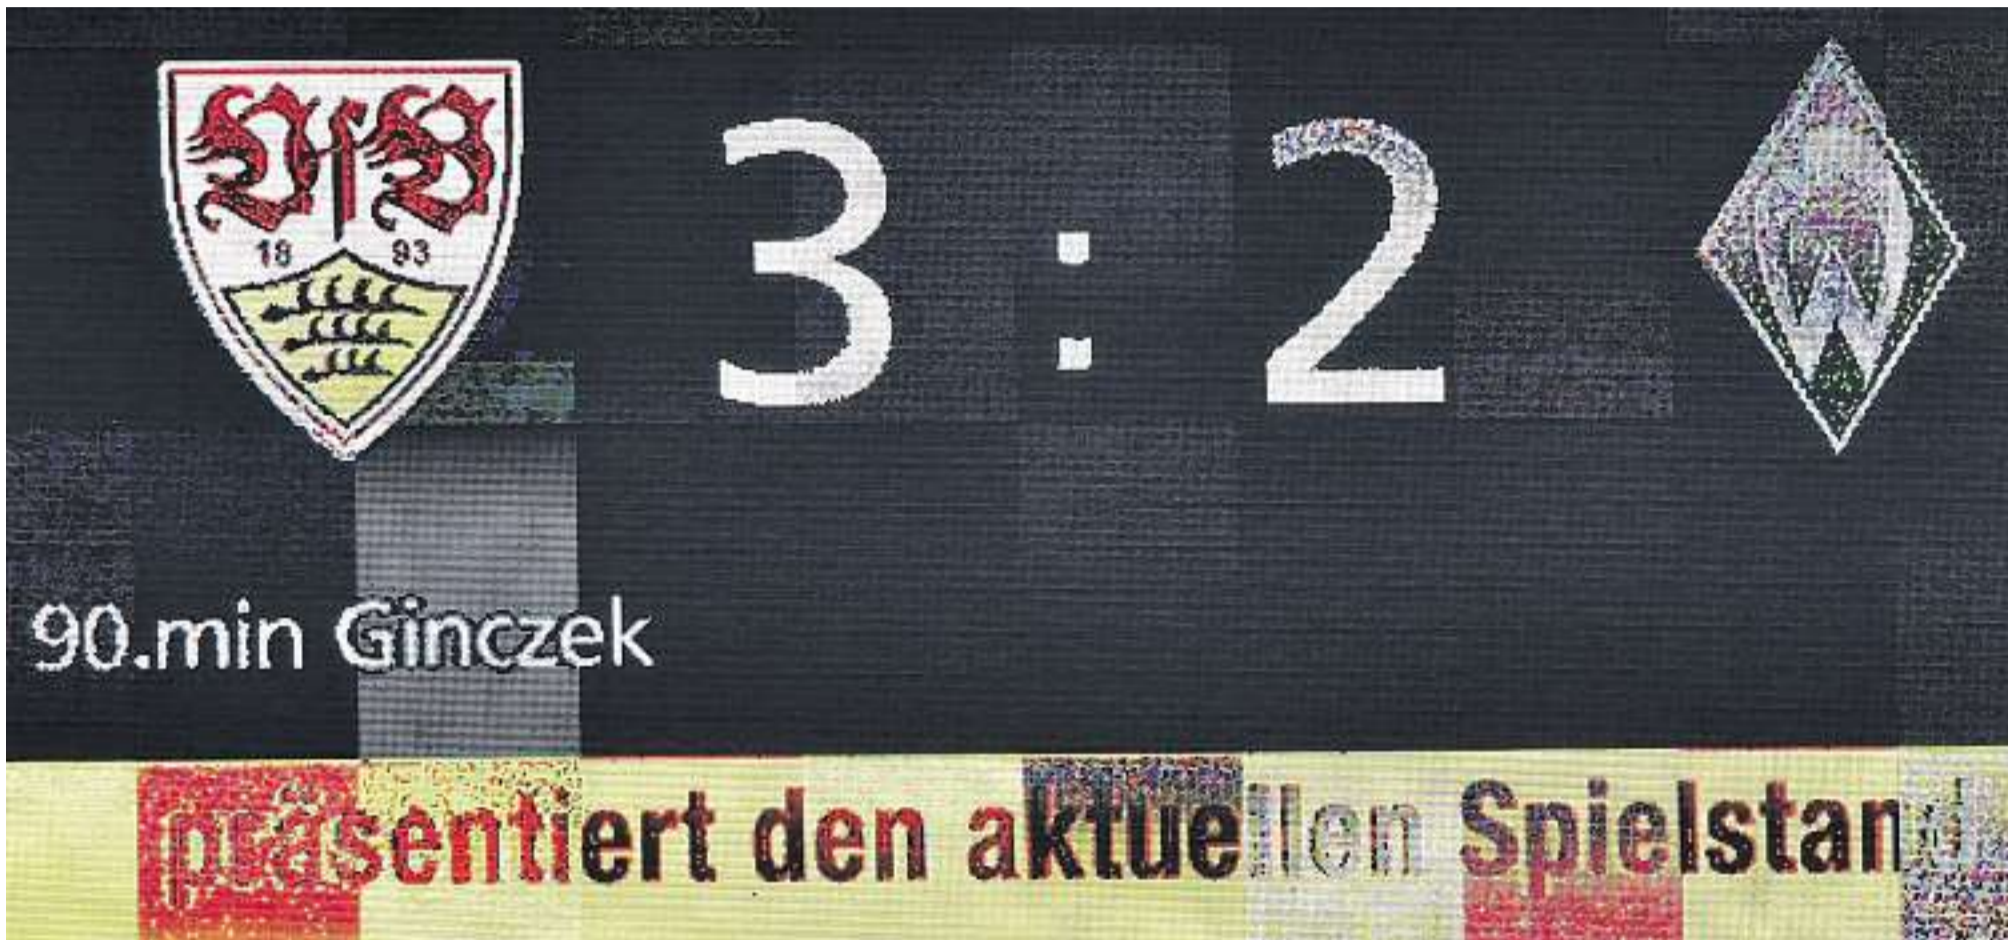 VfB
18 93
3 : 2
W
90.min Ginczek
präsentiert den aktuellen Spielstand